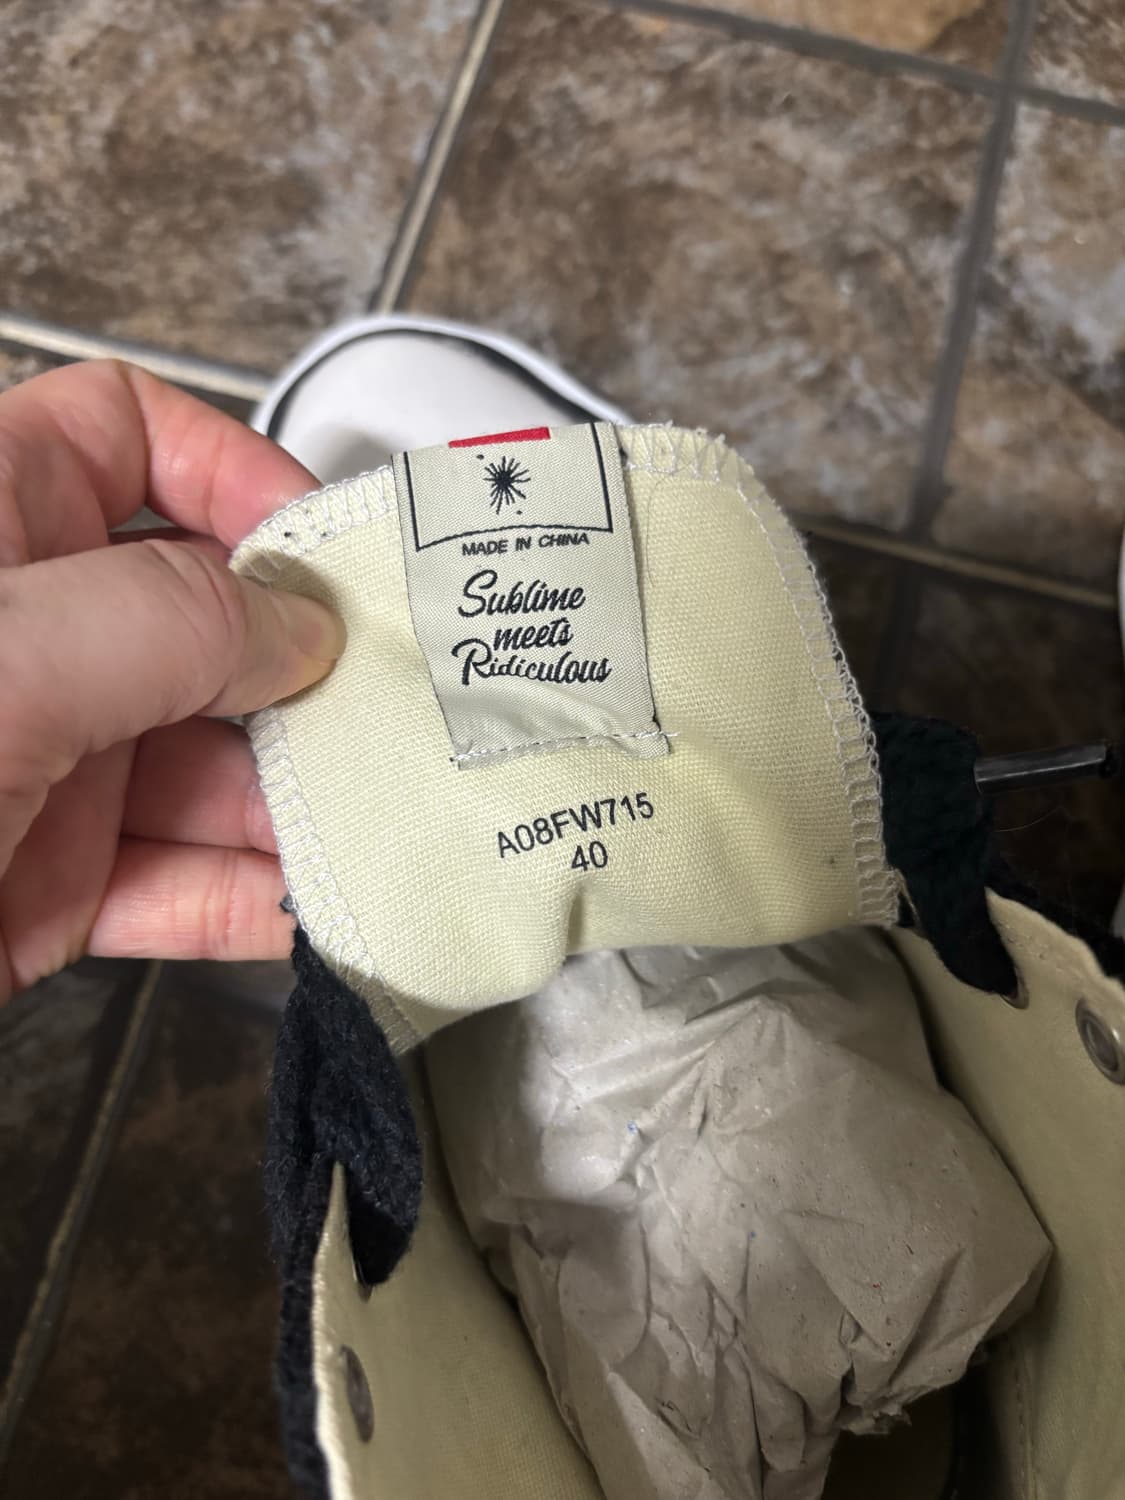 MADE IN CHINA
Sublime
meets
Ridiculous
A08FW715
40